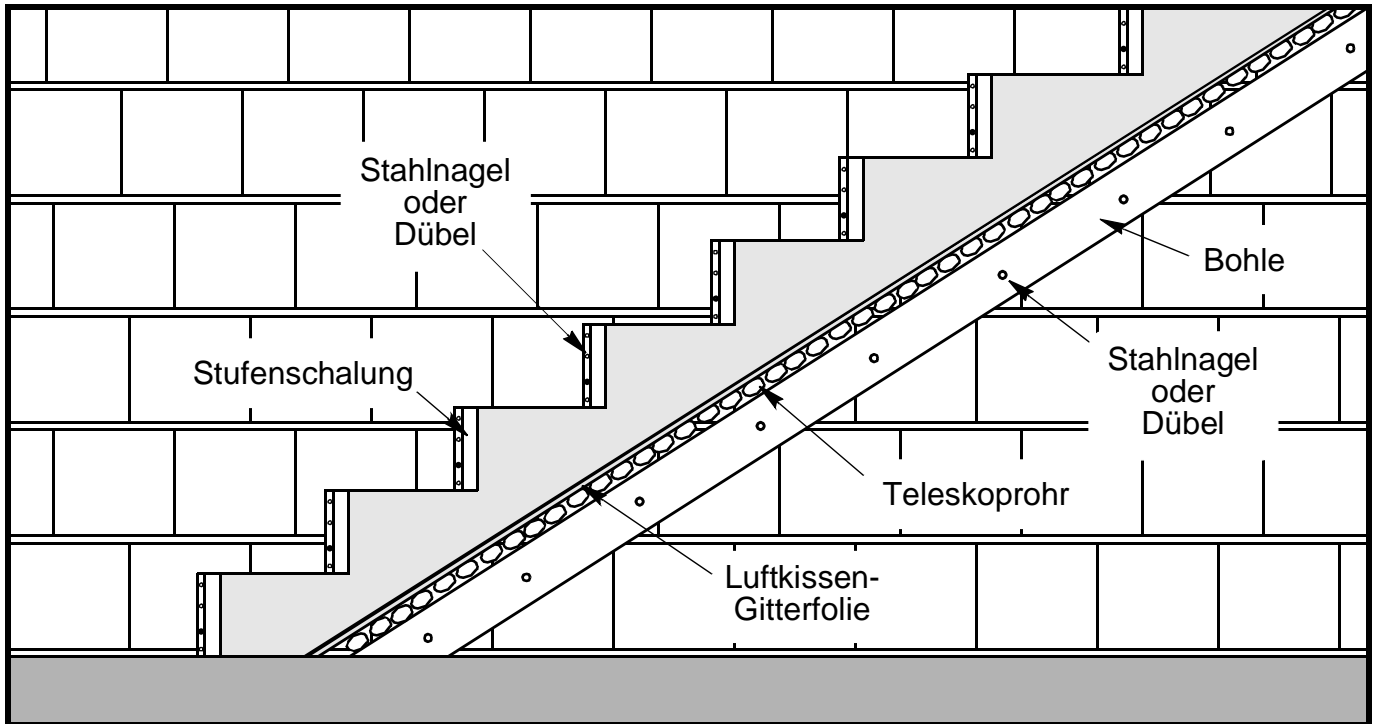 Stahlnagel
oder
Dübel
Stufenschalung
Bohle
Stahlnagel
oder
Dübel
Teleskoprohr
Luftkissen-
Gitterfolie